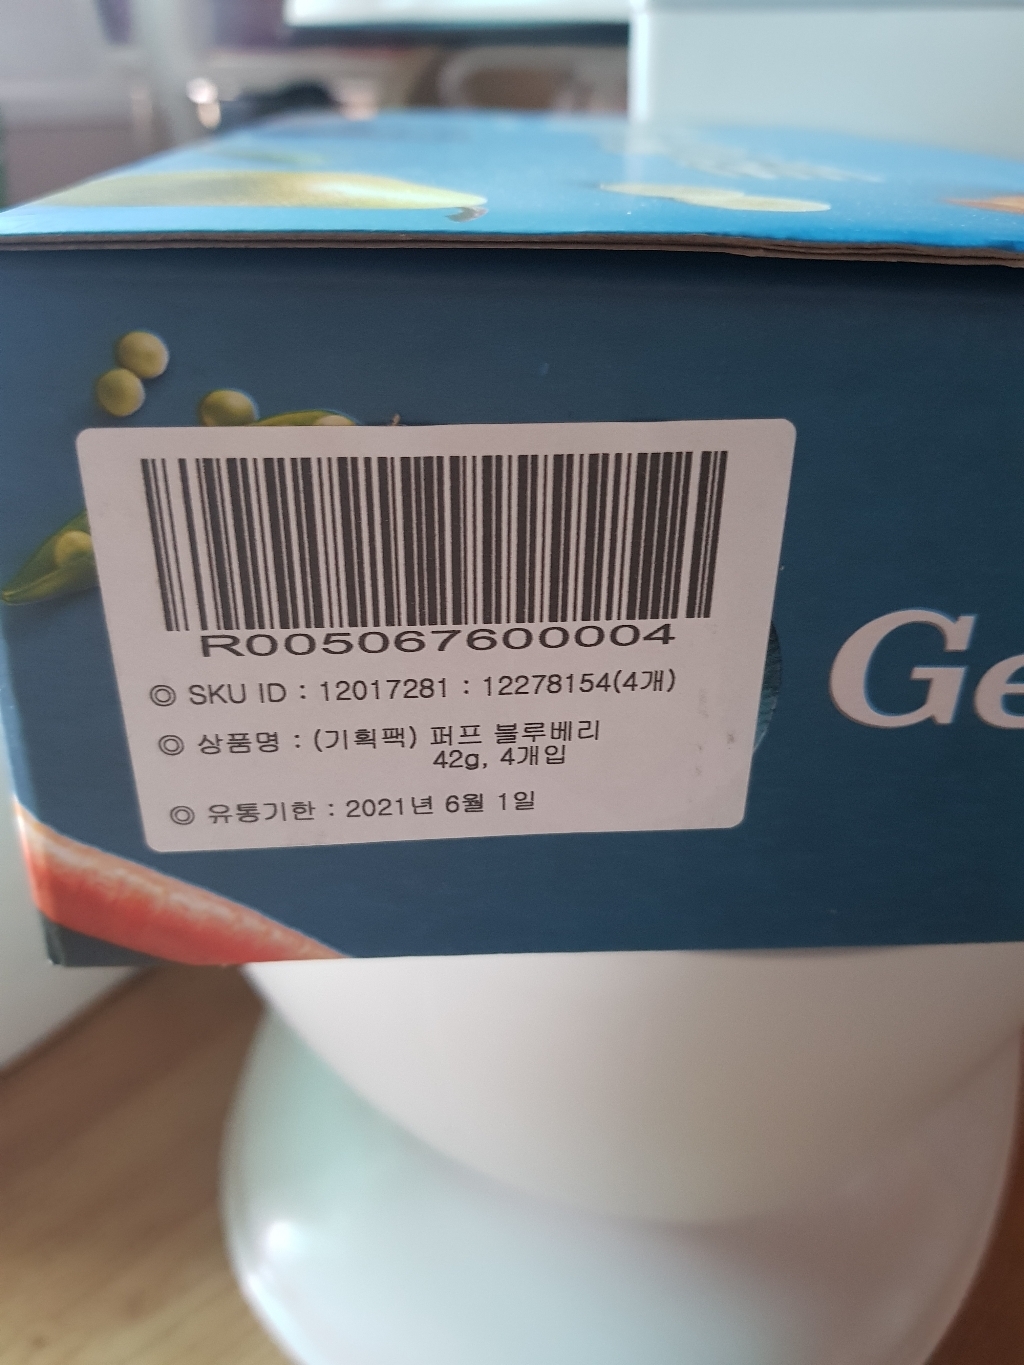 R005067600004
◎ SKU ID : 12017281 : 12278154(4개)
◎ 상품명 : (기획팩) 퍼프 블루베리
42g, 4개입
◎ 유통기한 : 2021년 6월 1일
Ge